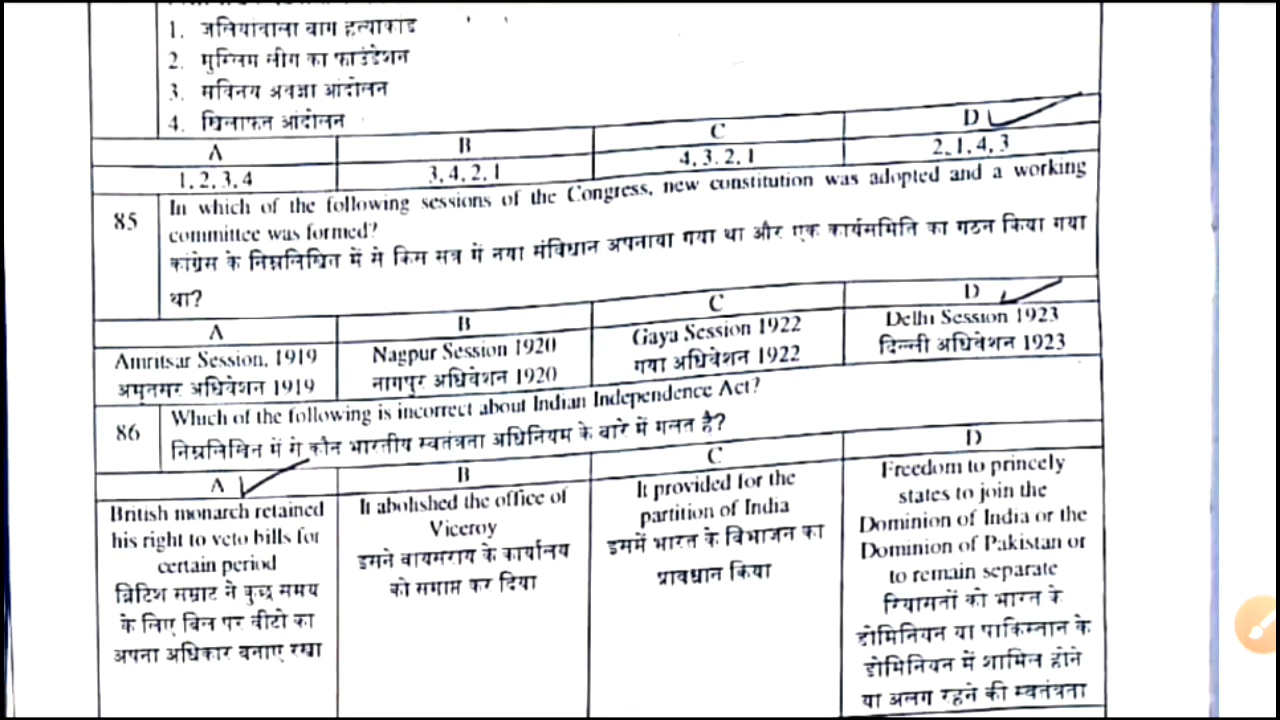 1. जलियांवाला बाग हत्याकांड
2. मुस्लिम लीग का फाउंडेशन
3. सविनय अवज्ञा आंदोलन
4. खिलाफत आंदोलन
A B C D
1, 2, 3, 4 3, 4, 2, 1 4, 3, 2, 1 2, 1, 4, 3
85 In which of the following sessions of the Congress, new constitution was adopted and a working
committee was formed?
कांग्रेस के निम्नलिखित में से किस सत्र में नया संविधान अपनाया गया था और एक कार्यसमिति का गठन किया गया
था?
A B C D
Amritsar Session, 1919 Nagpur Session 1920 Gaya Session 1922 Delhi Session 1923
अमृतसर अधिवेशन 1919 नागपुर अधिवेशन 1920 गया अधिवेशन 1922 दिल्ली अधिवेशन 1923
86 Which of the following is incorrect about Indian Independence Act?
निम्नलिखित में से कौन भारतीय स्वतंत्रता अधिनियम के बारे में गलत है?
A B C D
British monarch retained
his right to veto bills for
certain period
ब्रिटिश सम्राट ने कुछ समय
के लिए बिल पर वीटो का
अपना अधिकार बनाए रखा
It abolished the office of
Viceroy
इसने वायसराय के कार्यालय
को समाप्त कर दिया
It provided for the
partition of India
इसमें भारत के विभाजन का
प्रावधान किया
Freedom to princely
states to join the
Dominion of India or the
Dominion of Pakistan or
to remain separate
रियासतों को भारत के
डोमिनियन या पाकिस्तान के
डोमिनियन में शामिल होने
या अलग रहने की स्वतंत्रता